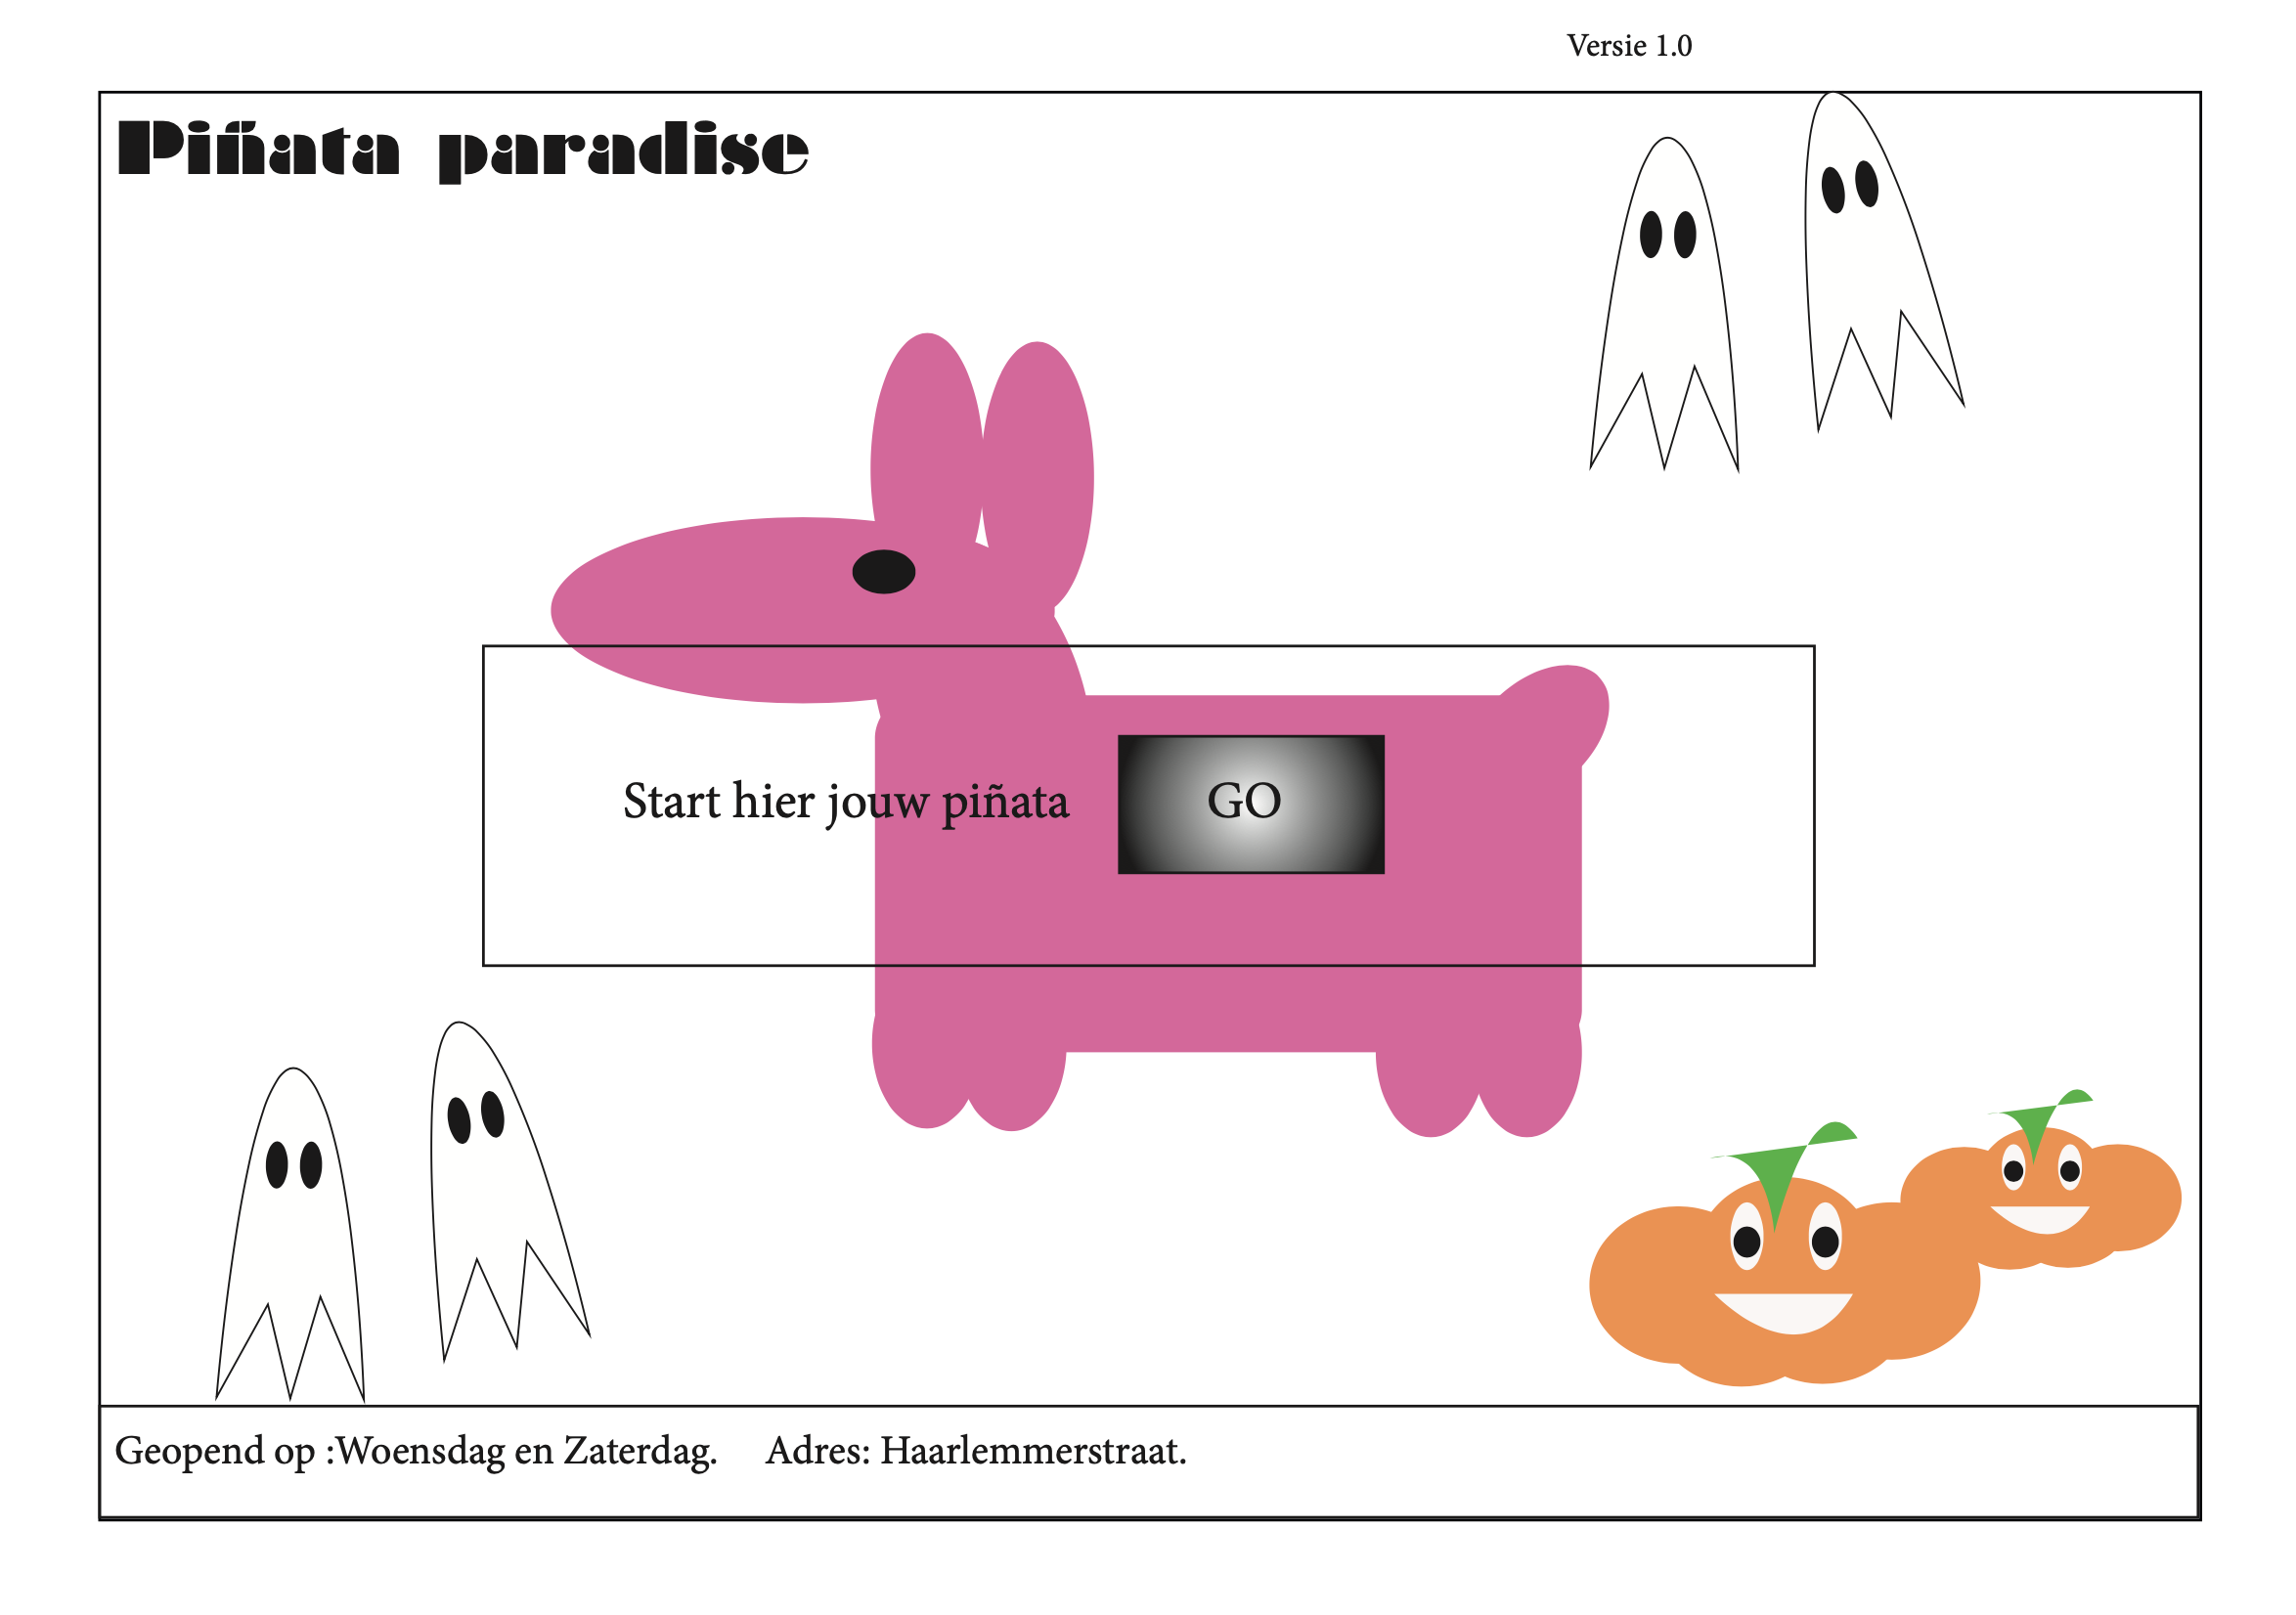 Versie 1.0
Piñata paradise
Start hier jouw piñata
GO
Geopend op :Woensdag en Zaterdag. Adres: Haarlemmerstraat.